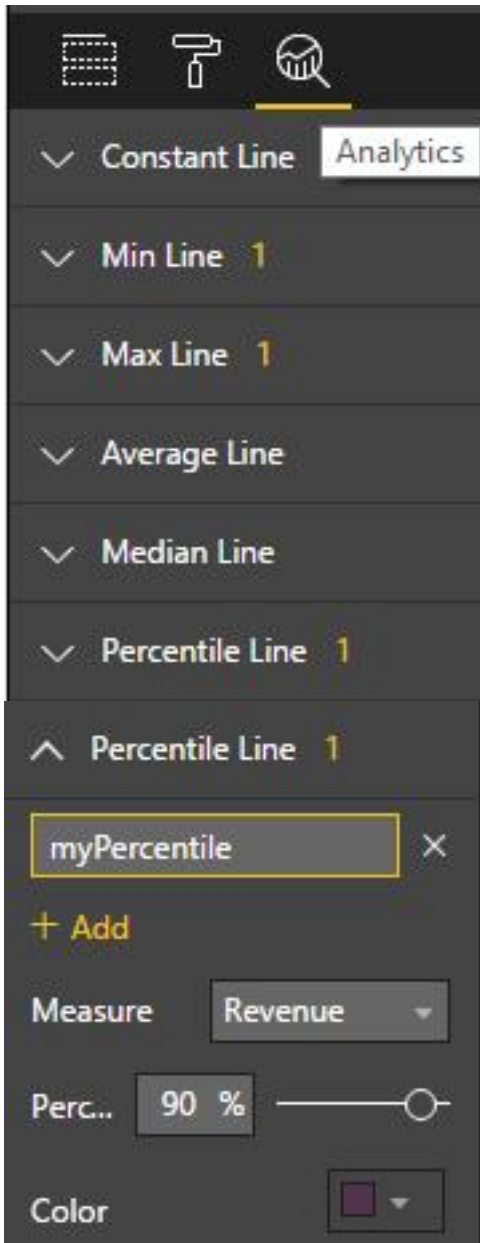 Constant Line Analytics
Min Line 1
Max Line 1
Average Line
Median Line
Percentile Line 1
Percentile Line 1
myPercentile ×
+ Add
Measure Revenue
Perc... 90 %
Color